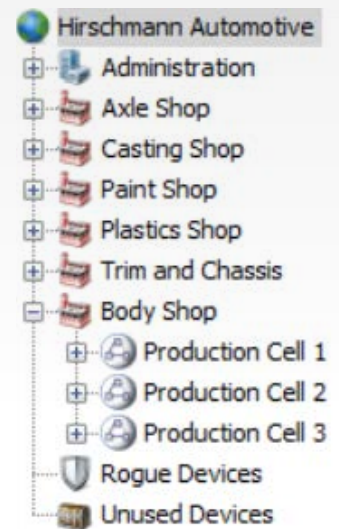 Hirschmann Automotive
Administration
Axle Shop
Casting Shop
Paint Shop
Plastics Shop
Trim and Chassis
Body Shop
Production Cell 1
Production Cell 2
Production Cell 3
Rogue Devices
Unused Devices